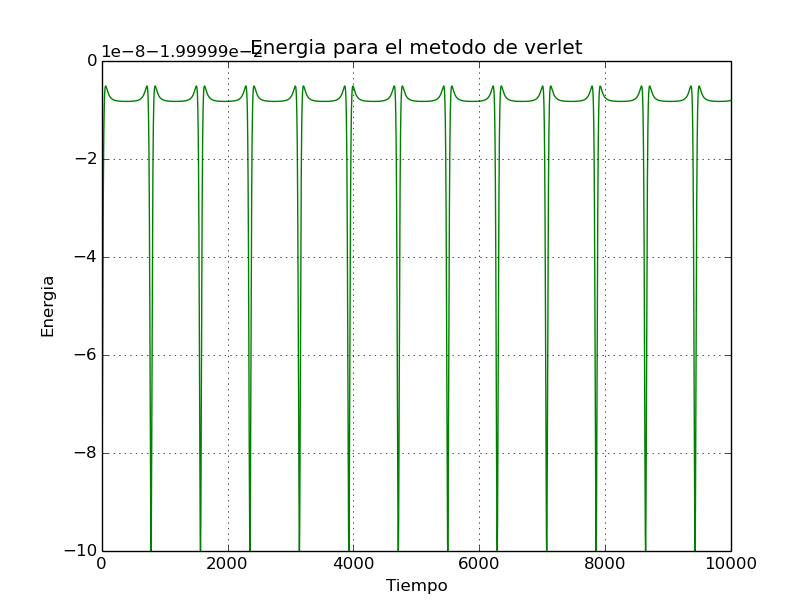 Energia para el metodo de verlet
1e−8−1.99999e−2
0
−2
−4
−6
−8
−10
Energia
0 2000 4000 6000 8000 10000
Tiempo